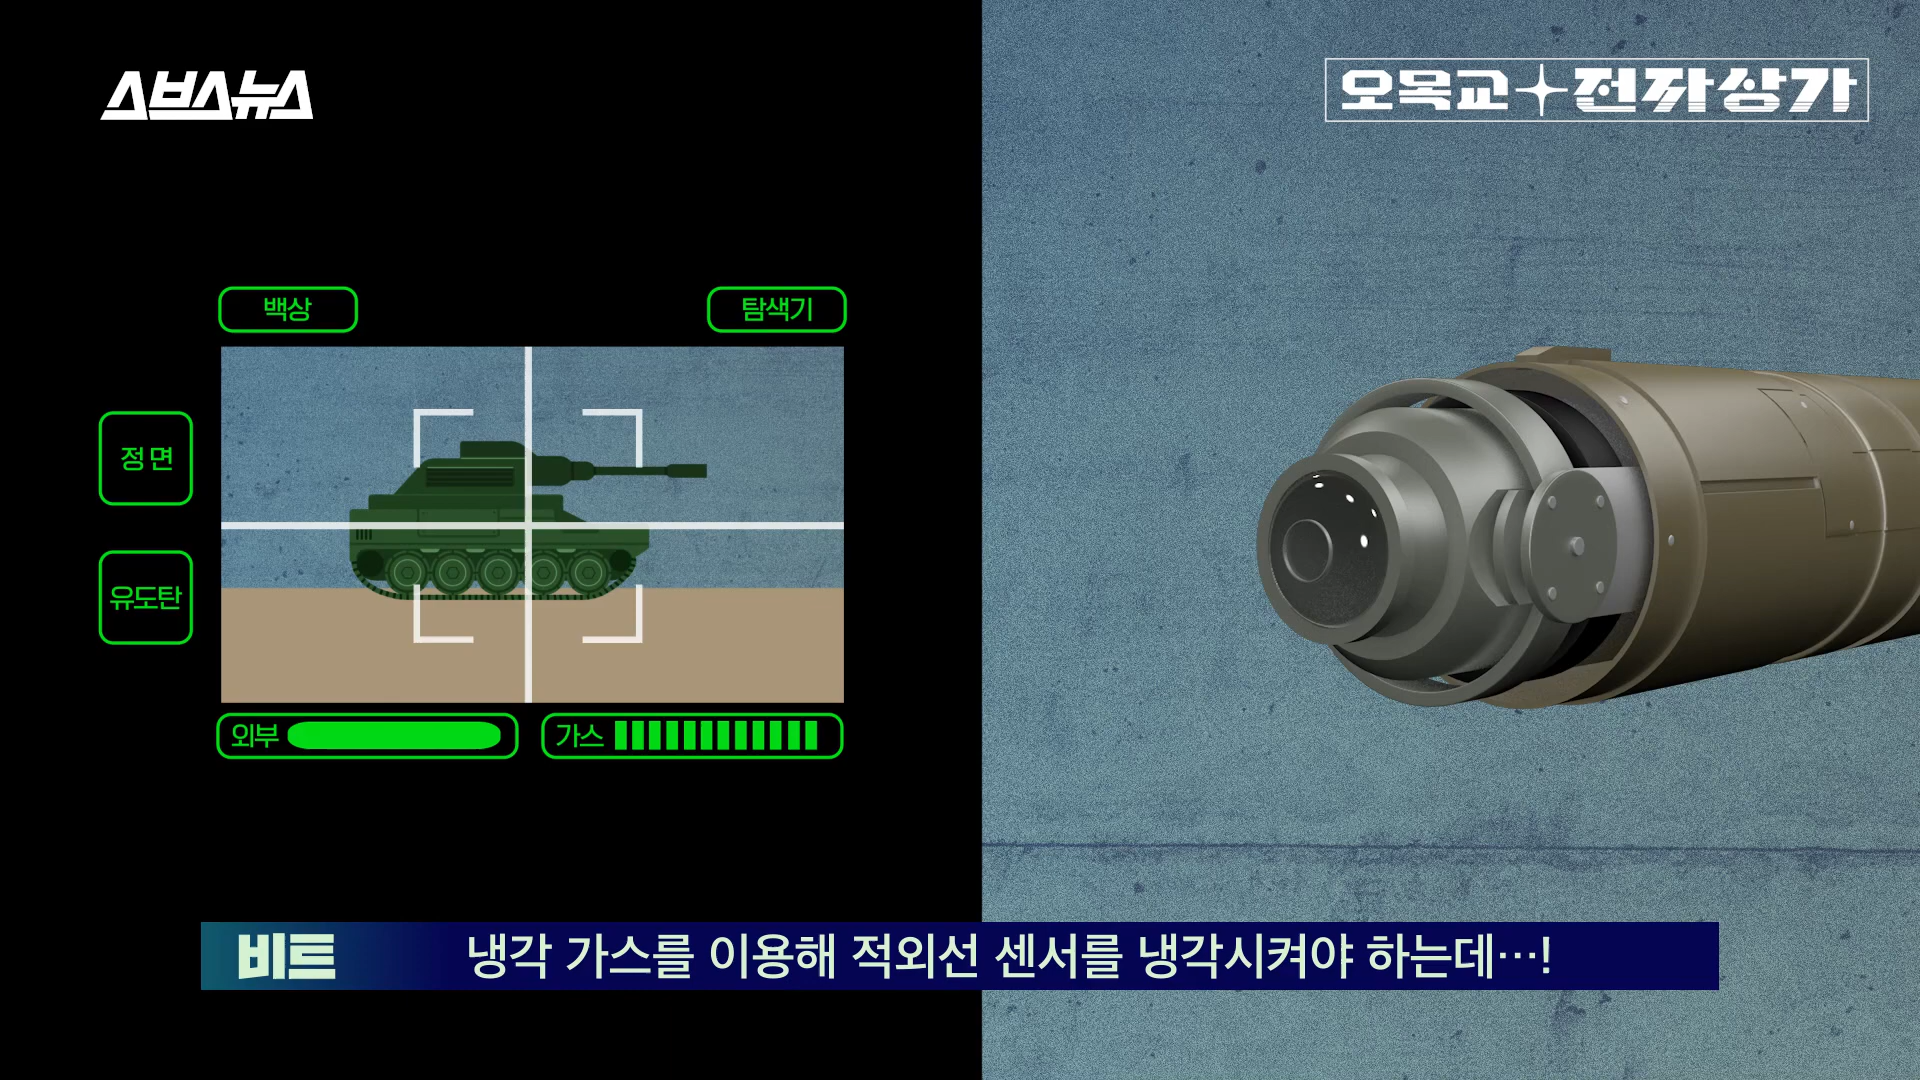 스브스뉴스
오목교 전자상가
백상
탐색기
정면
유도탄
외부
가스
비트
냉각 가스를 이용해 적외선 센서를 냉각시켜야 하는데…!